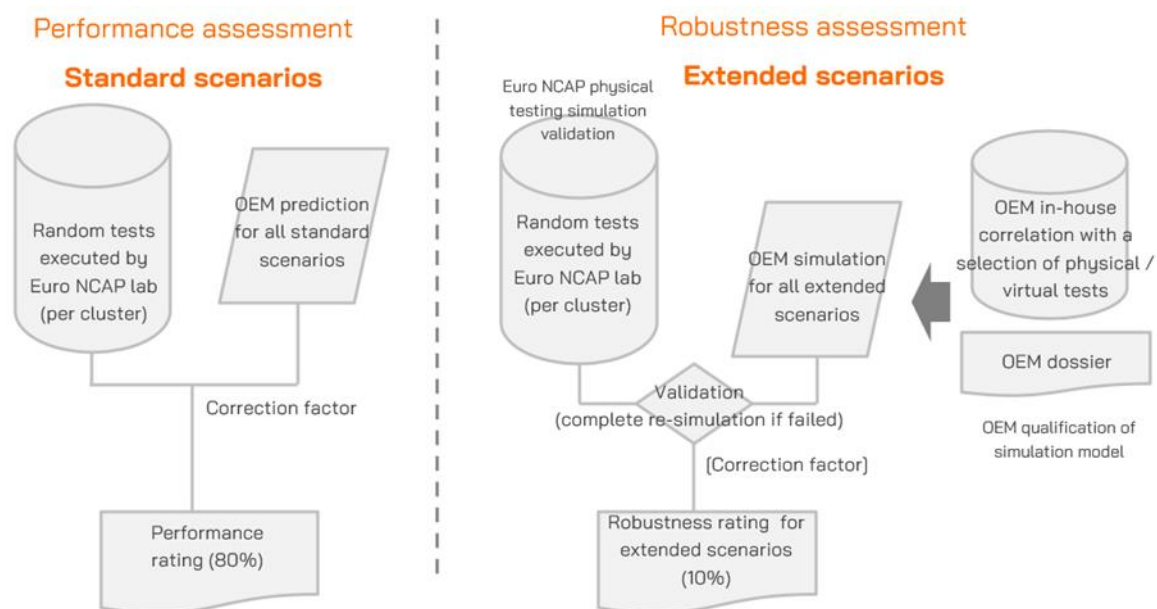 Performance assessment
Standard scenarios
Random tests
executed by
Euro NCAP lab
(per cluster)
OEM prediction
for all standard
scenarios
Correction factor
Performance
rating (80%)
Robustness assessment
Extended scenarios
Euro NCAP physical
testing simulation
validation
Random tests
executed by
Euro NCAP lab
(per cluster)
OEM simulation
for all extended
scenarios
OEM in-house
correlation with a
selection of physical /
virtual tests
OEM dossier
OEM qualification of
simulation model
Validation
(complete re-simulation if failed)
[Correction factor]
Robustness rating for
extended scenarios
(10%)